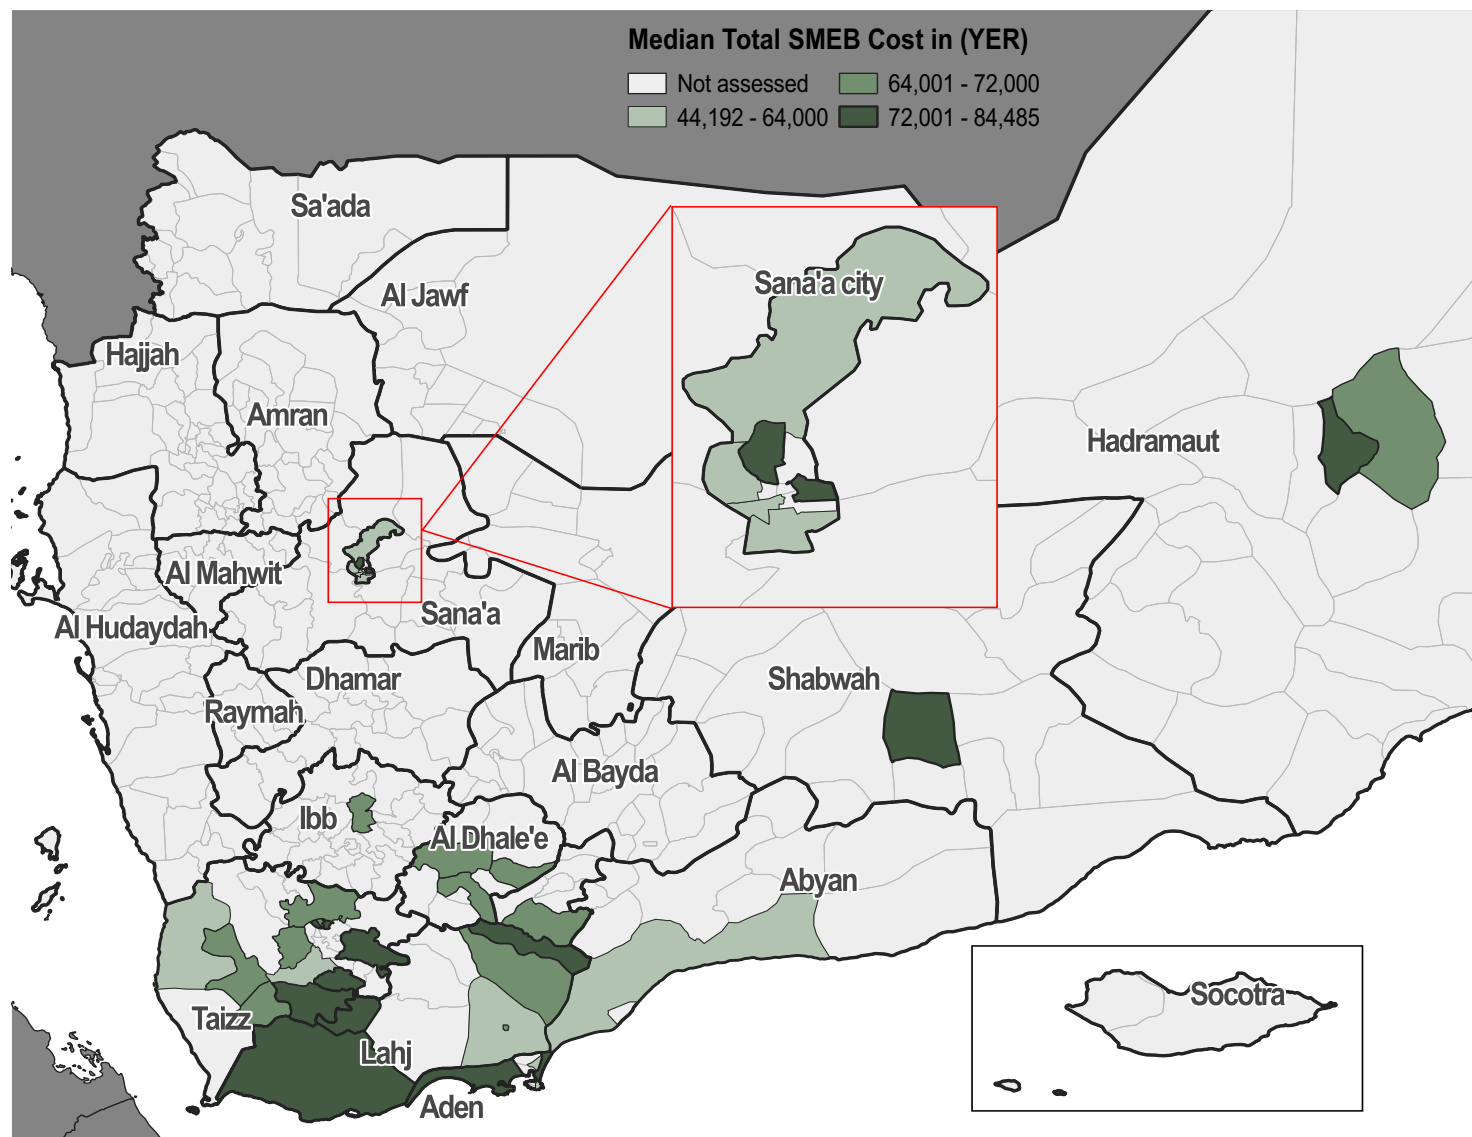 Median Total SMEB Cost in (YER)
Not assessed
64,001 - 72,000
44,192 - 64,000
72,001 - 84,485
Sa'ada
Al Jawf
Sana'a city
Hajjah
Amran
Hadramaut
Al Mahwit
Sana'a
Al Hudaydah
Marib
Dhamar
Shabwah
Raymah
Al Bayda
Ibb
Al Dhale'e
Abyan
Socotra
Taizz
Lahj
Aden